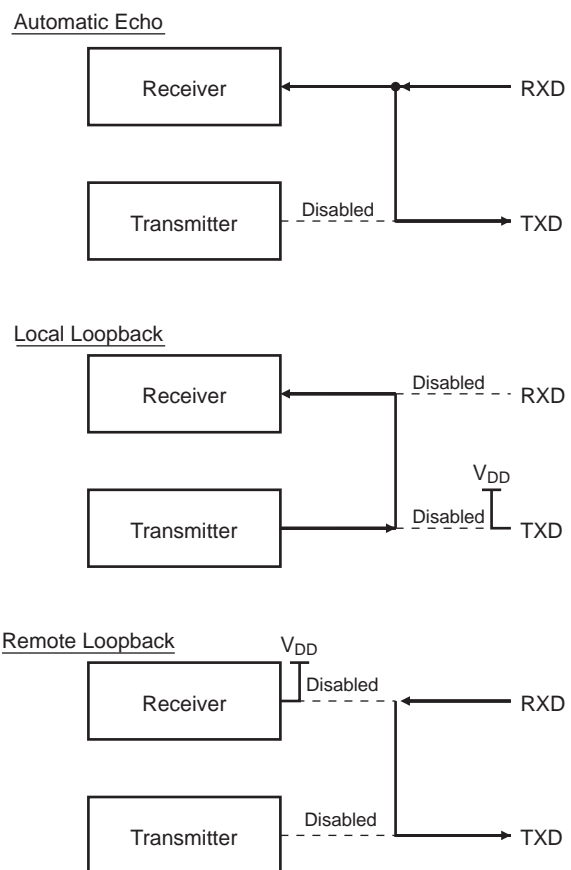 Automatic Echo
Receiver
RXD
Transmitter
Disabled
TXD
Local Loopback
Receiver
Disabled
RXD
VDD
Transmitter
Disabled
TXD
Remote Loopback
VDD
Receiver
Disabled
RXD
Transmitter
Disabled
TXD